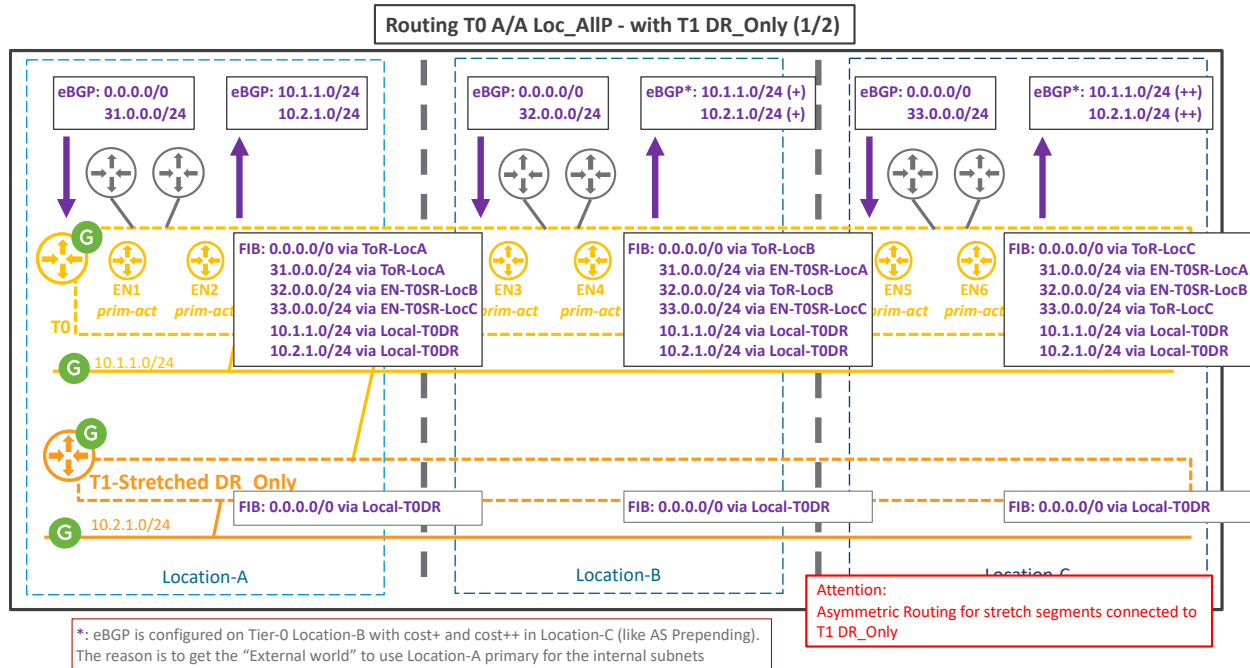 Routing T0 A/A Loc_AllP - with T1 DR_Only (1/2)
eBGP: 0.0.0.0/0
31.0.0.0/24
eBGP: 10.1.1.0/24
10.2.1.0/24
eBGP: 0.0.0.0/0
32.0.0.0/24
eBGP*: 10.1.1.0/24 (+)
10.2.1.0/24 (+)
eBGP: 0.0.0.0/0
33.0.0.0/24
eBGP*: 10.1.1.0/24 (++)
10.2.1.0/24 (++)
G
EN1
prim-act
EN2
prim-act
T0
FIB: 0.0.0.0/0 via ToR-LocA
31.0.0.0/24 via ToR-LocA
32.0.0.0/24 via EN-T0SR-LocB
33.0.0.0/24 via EN-T0SR-LocC
10.1.1.0/24 via Local-T0DR
10.2.1.0/24 via Local-T0DR
EN3
prim-act
EN4
prim-act
FIB: 0.0.0.0/0 via ToR-LocB
31.0.0.0/24 via EN-T0SR-LocA
32.0.0.0/24 via ToR-LocB
33.0.0.0/24 via EN-T0SR-LocC
10.1.1.0/24 via Local-T0DR
10.2.1.0/24 via Local-T0DR
EN5
prim-act
EN6
prim-act
FIB: 0.0.0.0/0 via ToR-LocC
31.0.0.0/24 via EN-T0SR-LocA
32.0.0.0/24 via EN-T0SR-LocB
33.0.0.0/24 via ToR-LocC
10.1.1.0/24 via Local-T0DR
10.2.1.0/24 via Local-T0DR
G
10.1.1.0/24
G
T1-Stretched DR_Only
FIB: 0.0.0.0/0 via Local-T0DR
FIB: 0.0.0.0/0 via Local-T0DR
FIB: 0.0.0.0/0 via Local-T0DR
G
10.2.1.0/24
Location-A
Location-B
Location-C
Attention:
Asymmetric Routing for stretch segments connected to
T1 DR_Only
*: eBGP is configured on Tier-0 Location-B with cost+ and cost++ in Location-C (like AS Prepending).
The reason is to get the “External world” to use Location-A primary for the internal subnets